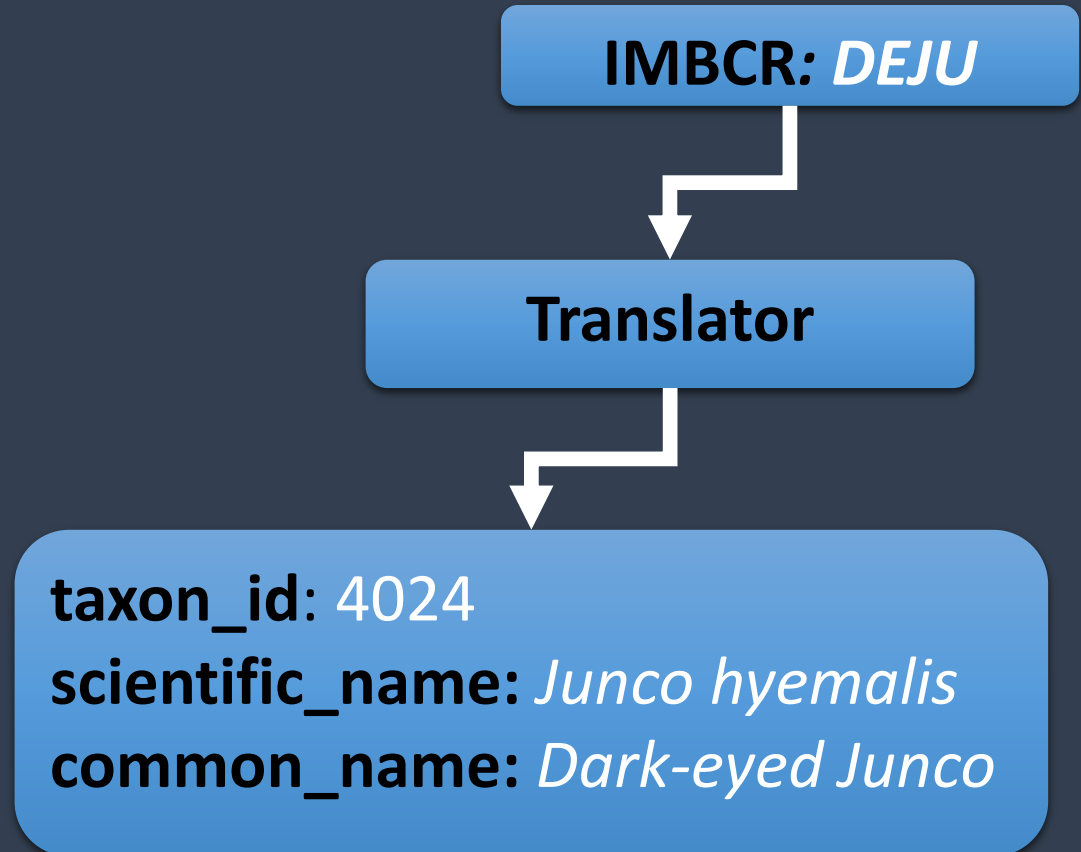 IMBCR: DEJU
Translator
taxon_id: 4024
scientific_name: Junco hyemalis
common_name: Dark-eyed Junco